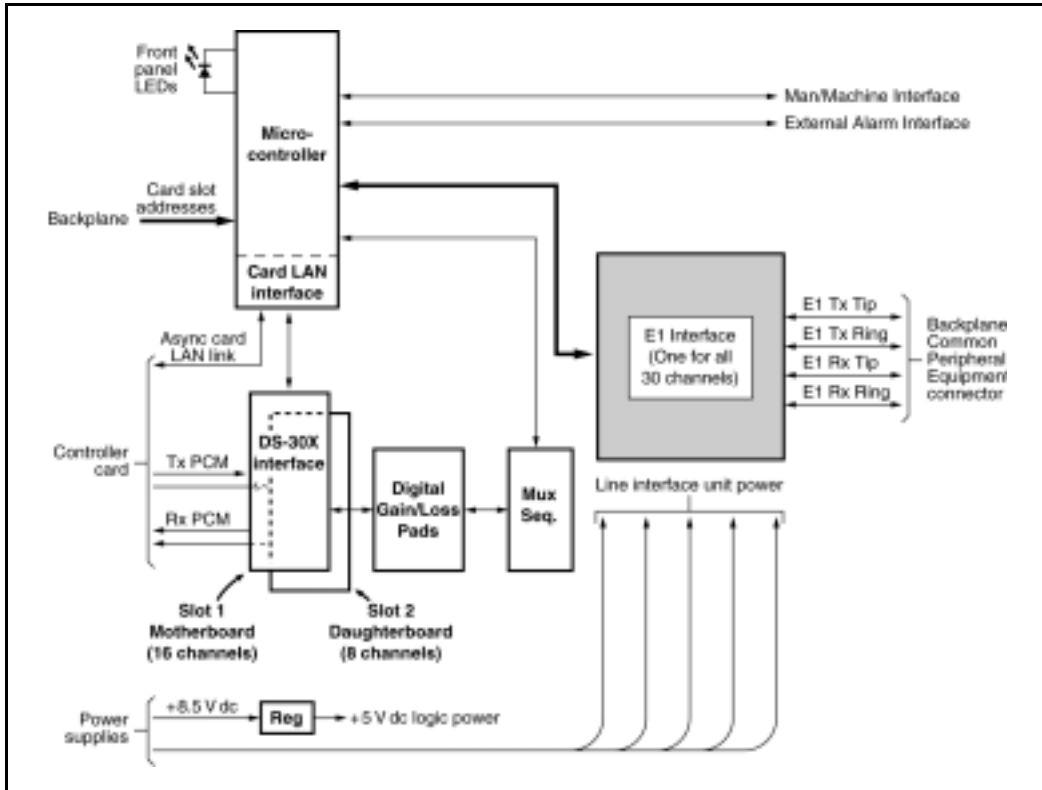 Front
panel
LEDs
Micro-
controller
Man/Machine Interface
External Alarm Interface
Card slot
addresses
Backplane
Card LAN
interface
E1 Interface
(One for all
30 channels)
E1 Tx Tip
E1 Tx Ring
E1 Rx Tip
E1 Rx Ring
Backplane
Common
Peripheral
Equipment
connector
Async card
LAN link
Controller
card
Tx PCM
Rx PCM
DS-30X
interface
Digital
Gain/Loss
Pads
Mux
Seq.
Line interface unit power
Slot 1
Motherboard
(16 channels)
Slot 2
Daughterboard
(8 channels)
Power
supplies
+8.5 V dc
Reg
+5 V dc logic power